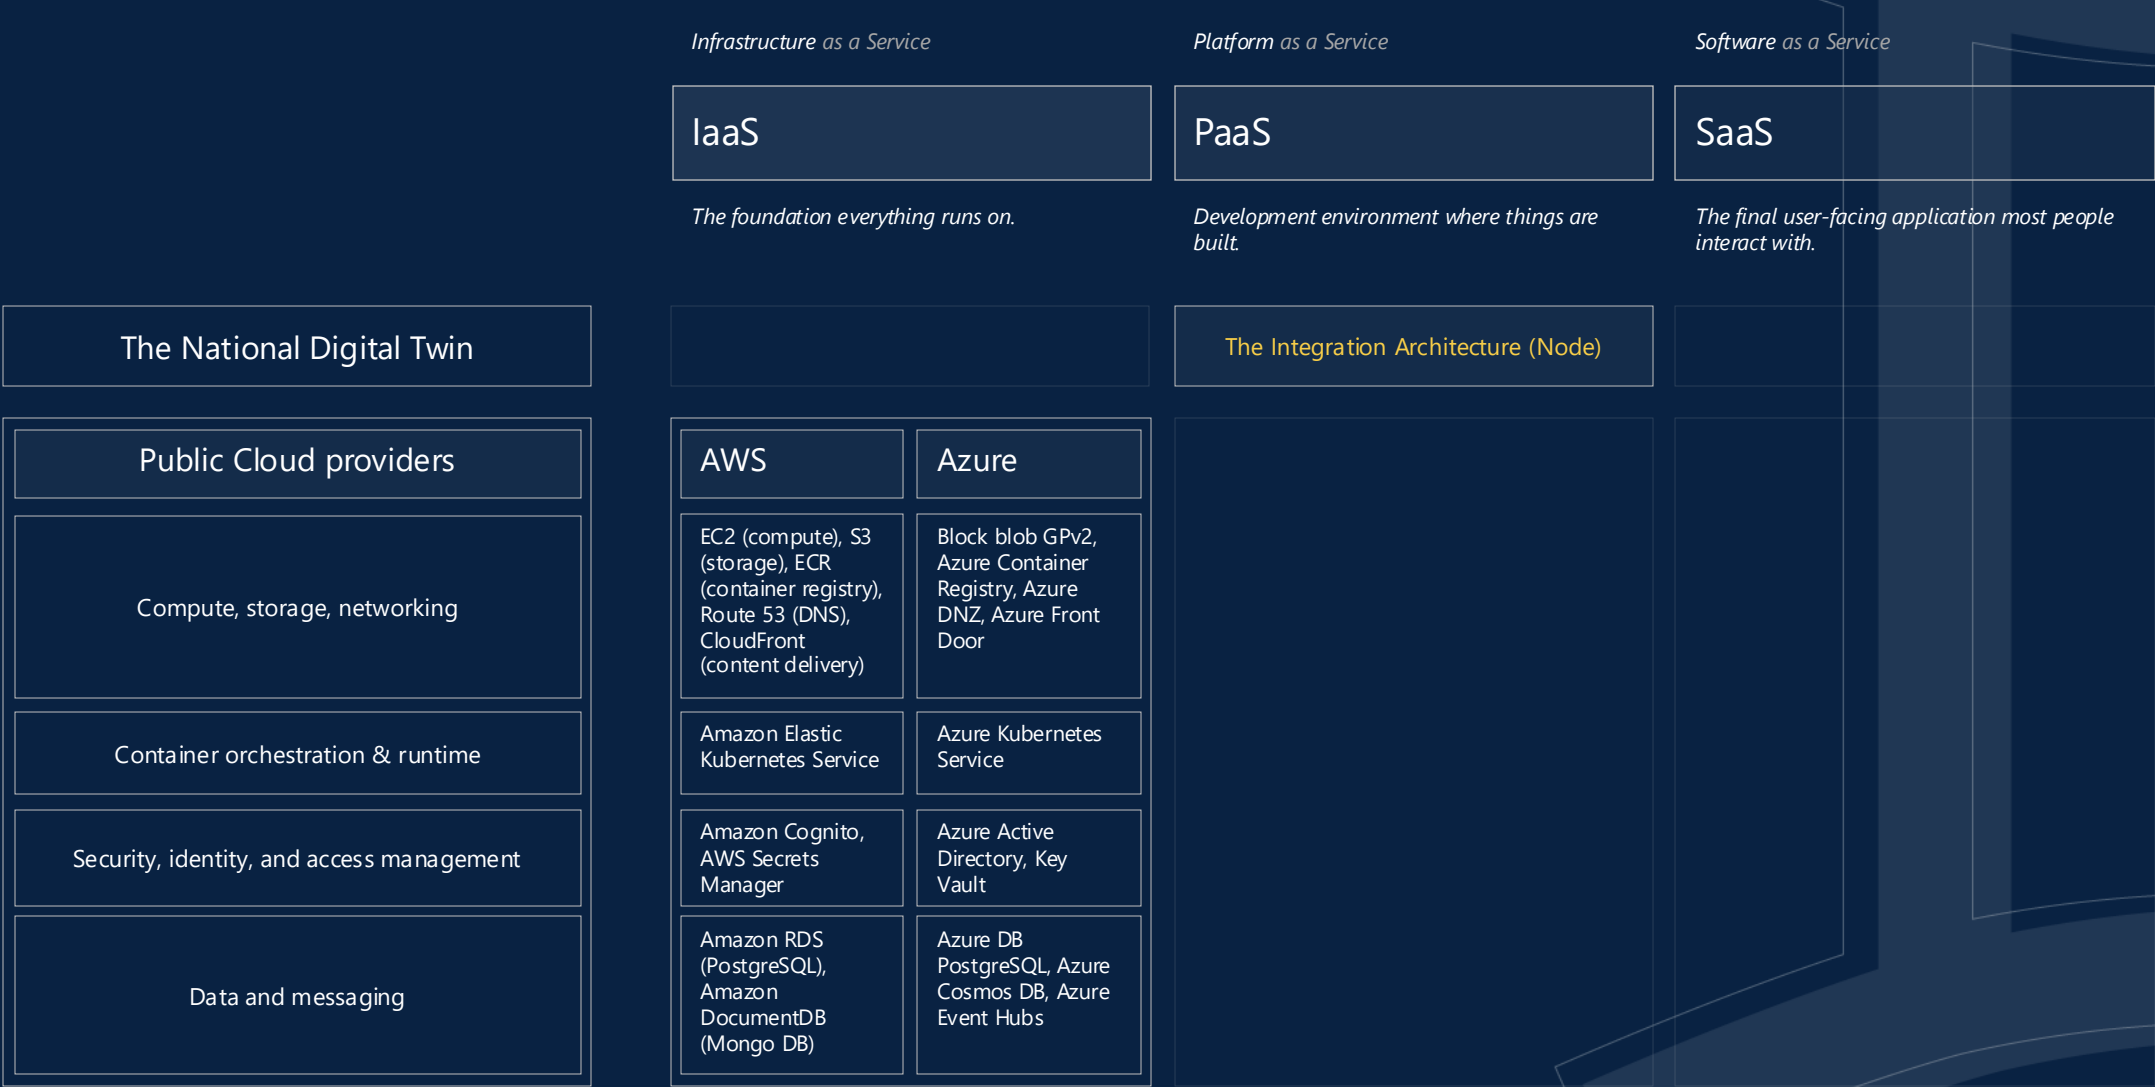 Infrastructure as a Service
Platform as a Service
Software as a Service
IaaS
PaaS
SaaS
The foundation everything runs on.
Development environment where things are
built.
The final user-facing application most people
interact with.
The National Digital Twin
The Integration Architecture (Node)
Public Cloud providers
AWS
Azure
Compute, storage, networking
EC2 (compute), S3
(storage), ECR
(container registry),
Route 53 (DNS),
CloudFront
(content delivery)
Block blob GPv2,
Azure Container
Registry, Azure
DNZ, Azure Front
Door
Container orchestration & runtime
Amazon Elastic
Kubernetes Service
Azure Kubernetes
Service
Security, identity, and access management
Amazon Cognito,
AWS Secrets
Manager
Azure Active
Directory, Key
Vault
Data and messaging
Amazon RDS
(PostgreSQL),
Amazon
DocumentDB
(Mongo DB)
Azure DB
PostgreSQL, Azure
Cosmos DB, Azure
Event Hubs